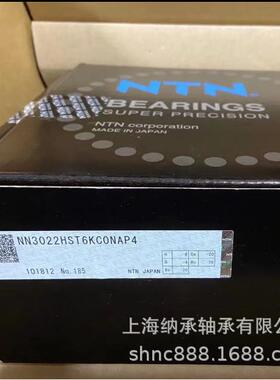 NTN
BEARINGS
SUPER PRECISION
NTN corporation
MADE IN JAPAN
NN3022HST6KC0NAP4
101812 No.185
NTN JAPAN
上海纳承轴承有限公司
shnc888.1688.com